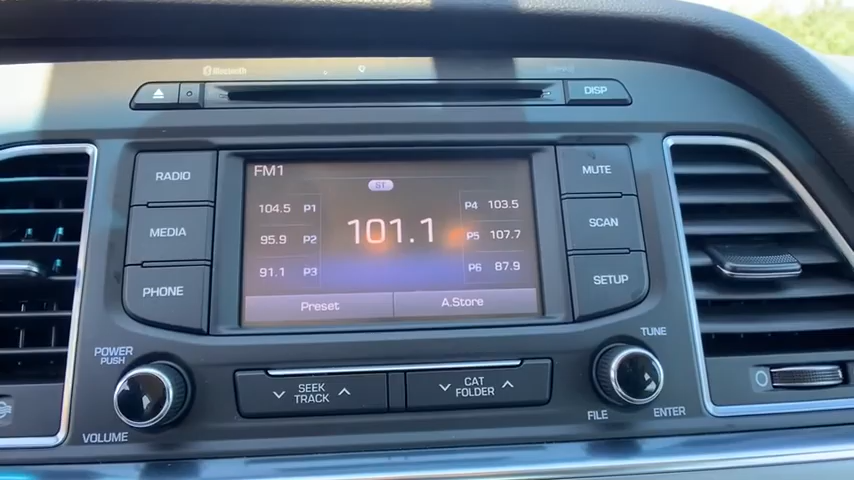 Bluetooth
DISP
RADIO
MEDIA
PHONE
FM1
ST
104.5 P1
95.9 P2
91.1 P3
101.1
P4 103.5
P5 107.7
P6 87.9
Preset
A.Store
MUTE
SCAN
SETUP
POWER
PUSH
VOLUME
SEEK
TRACK
CAT
FOLDER
TUNE
FILE
ENTER